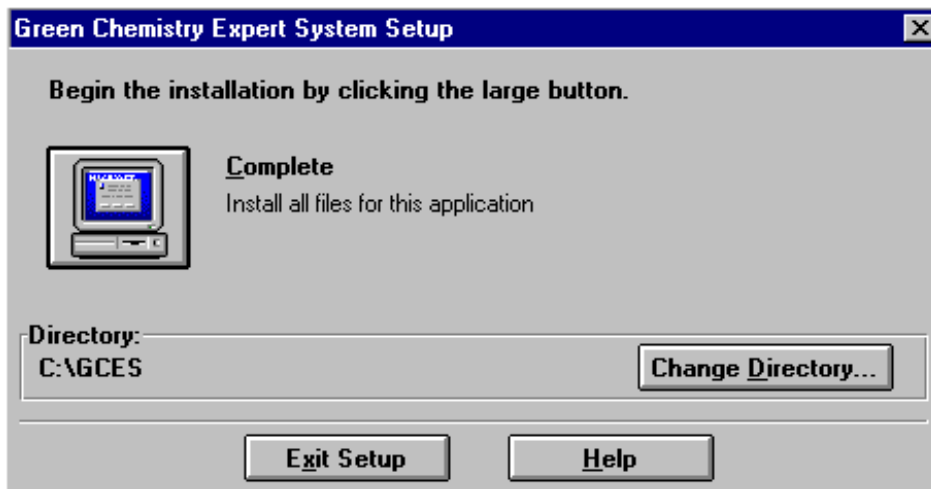 Green Chemistry Expert System Setup
Begin the installation by clicking the large button.
Complete
Install all files for this application
Directory:
C:\GCES
Change Directory...
Exit Setup
Help